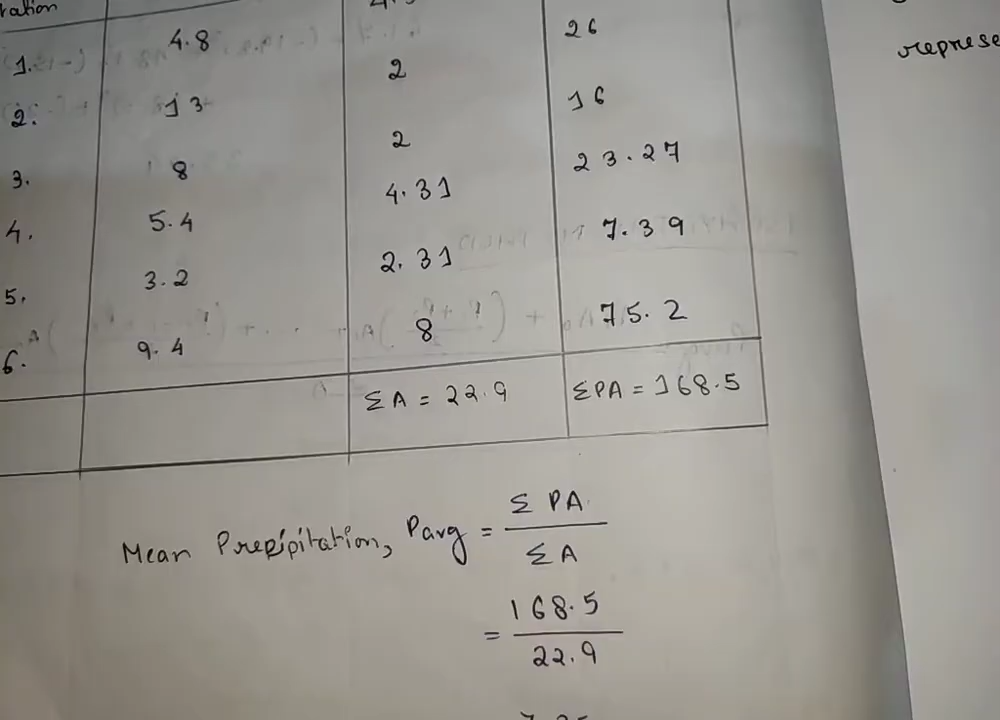 1. 4.8 26
2. 13 2 16
3. 8 2 23.27
4. 5.4 4.31 7.39
5. 3.2 2.31
6. 9.4 8 75.2
ΣA = 22.9 ΣPA = 168.5
Mean Precipitation, Pavg = ΣPA / ΣA
= 168.5 / 22.9